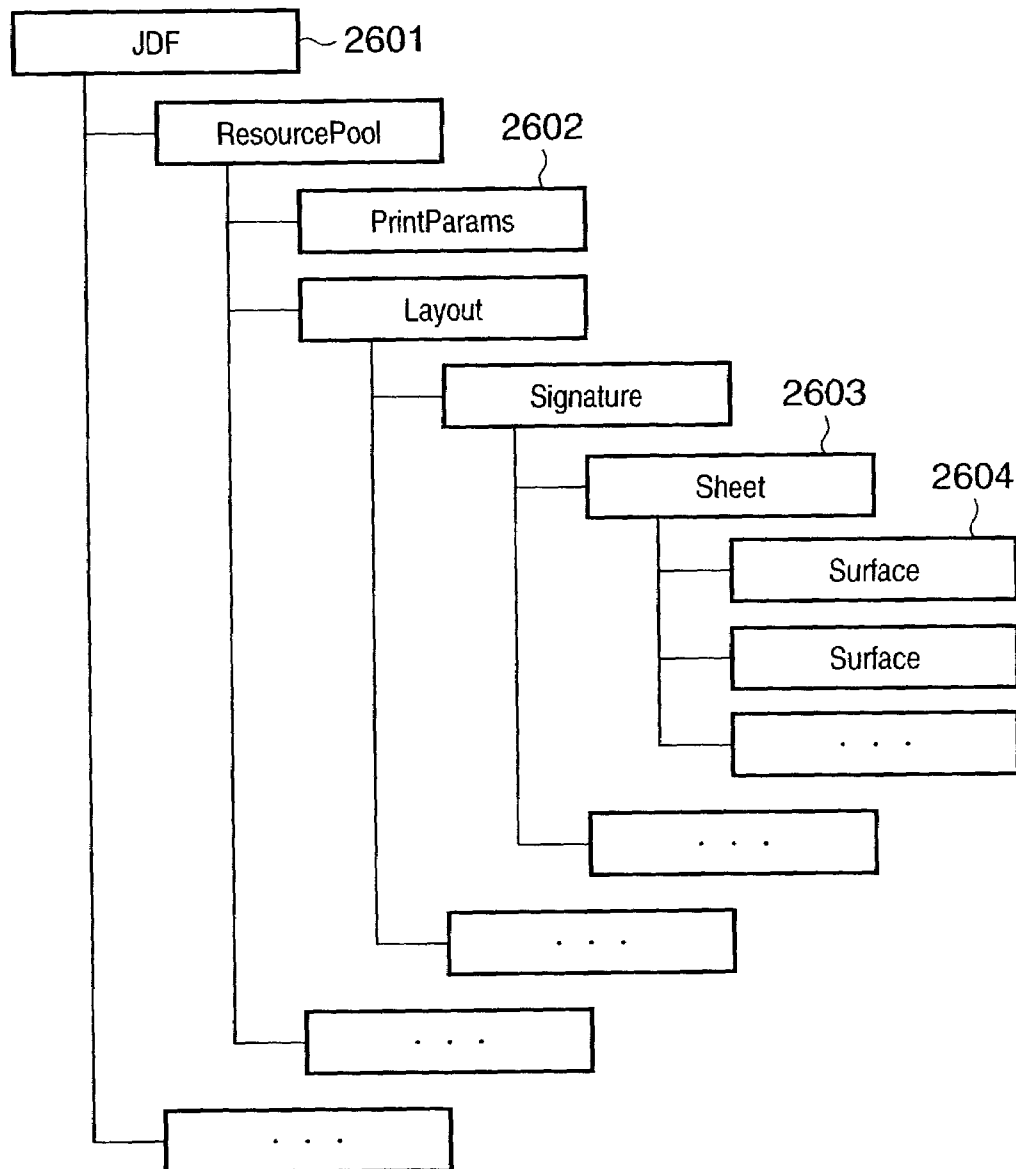 JDF 2601
ResourcePool
2602
PrintParams
Layout
Signature
2603
Sheet
2604
Surface
Surface
. . .
. . .
. . .
. . .
. . .